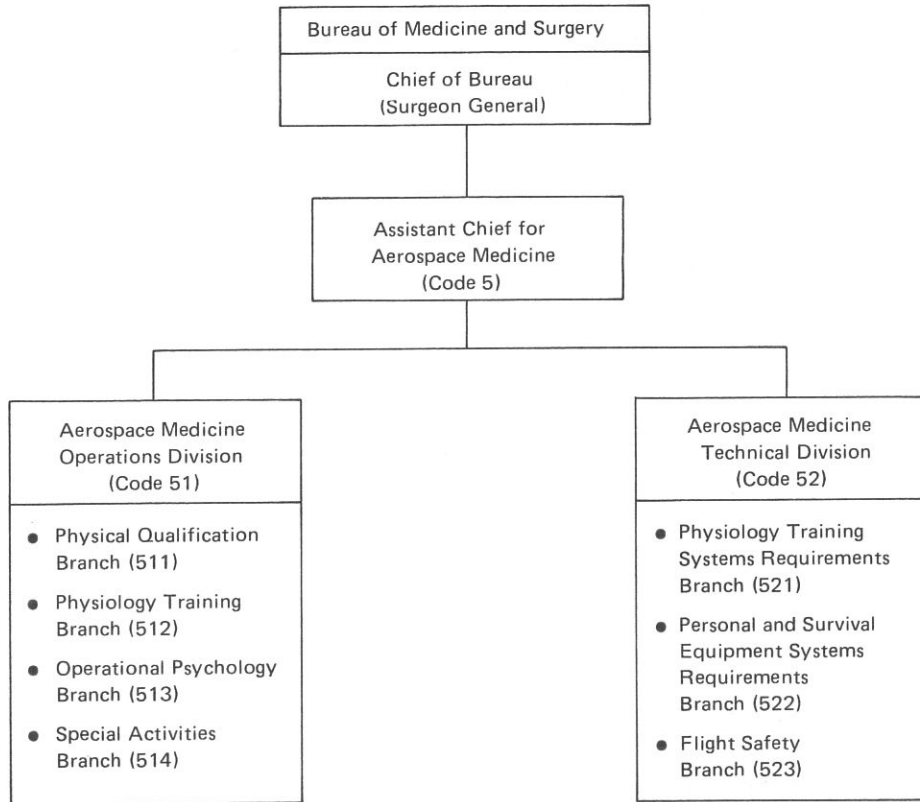 Bureau of Medicine and Surgery
Chief of Bureau
(Surgeon General)
Assistant Chief for
Aerospace Medicine
(Code 5)
Aerospace Medicine
Operations Division
(Code 51)
● Physical Qualification
Branch (511)
● Physiology Training
Branch (512)
● Operational Psychology
Branch (513)
● Special Activities
Branch (514)
Aerospace Medicine
Technical Division
(Code 52)
● Physiology Training
Systems Requirements
Branch (521)
● Personal and Survival
Equipment Systems
Requirements
Branch (522)
● Flight Safety
Branch (523)